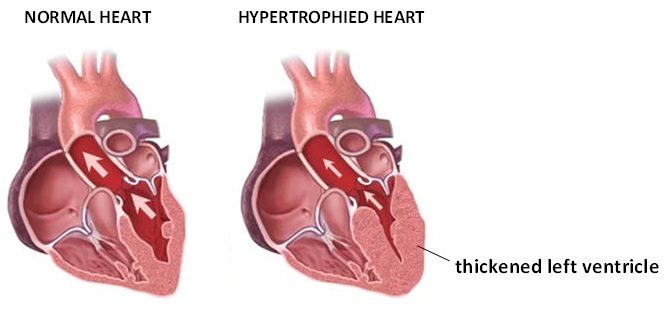 NORMAL HEART
HYPERTROPHIED HEART
thickened left ventricle